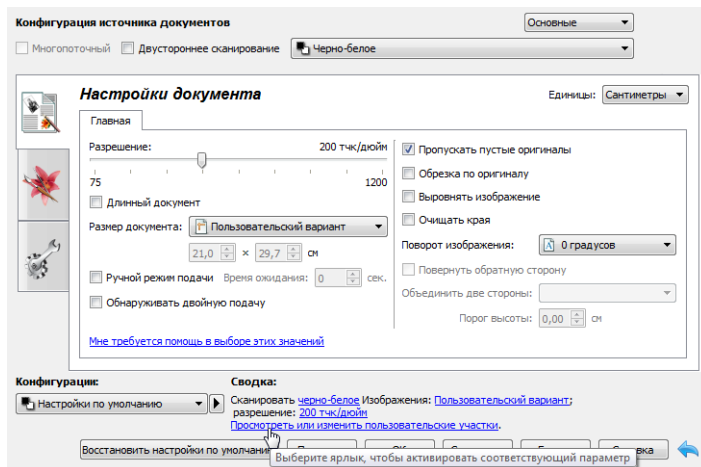 Конфигурация источника документов
Основные
Многопоточный
Двустороннее сканирование
Черно-белое
Настройки документа
Единицы: Сантиметры
Главная
Разрешение: 200 тчк/дюйм
75 1200
Длинный документ
Размер документа: Пользовательский вариант
21,0 × 29,7 см
Ручной режим подачи Время ожидания: 0 сек.
Обнаруживать двойную подачу
Мне требуется помощь в выборе этих значений
Пропускать пустые оригиналы
Обрезка по оригиналу
Выровнять изображение
Очищать края
Поворот изображения: 0 градусов
Повернуть обратную сторону
Объединить две стороны:
Порог высоты: 0,00 см
Конфигурации:
Настройки по умолчанию
Сводка:
Сканировать черно-белое Изображения: Пользовательский вариант;
разрешение: 200 тчк/дюйм
Просмотреть или изменить пользовательские участки.
Восстановить настройки по умолчани
Выберите ярлык, чтобы активировать соответствующий параметр